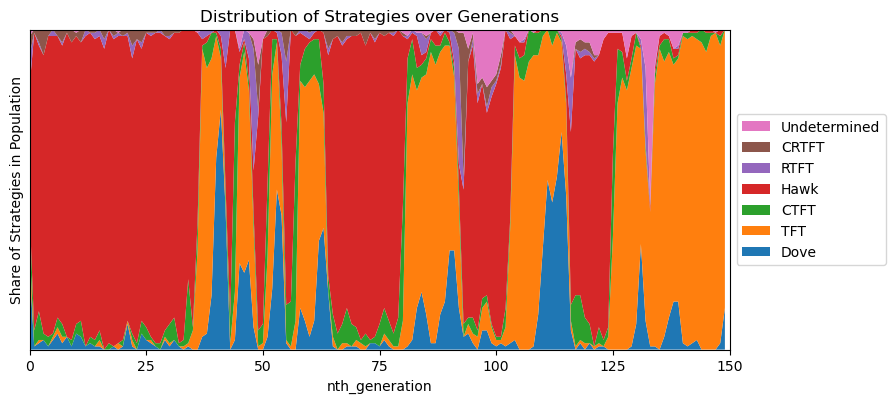 Distribution of Strategies over Generations
Share of Strategies in Population
0 25 50 75 100 124 150
nth_generation
Undetermined
CRTFT
RTFT
Hawk
CTFT
TFT
Dove